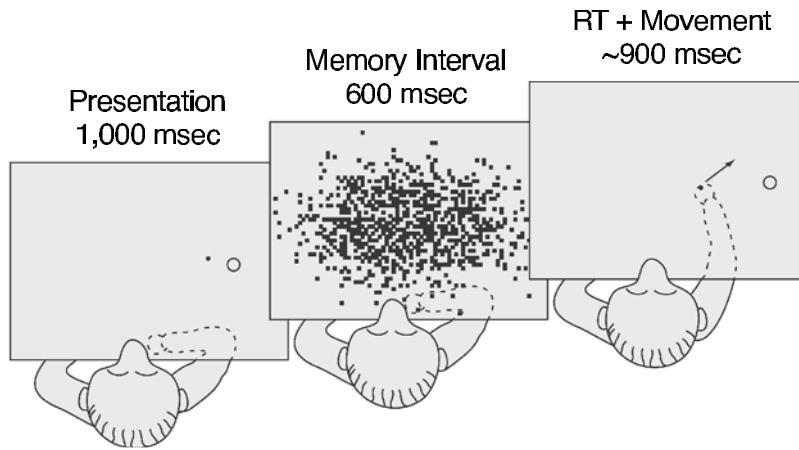 Presentation
1,000 msec
Memory Interval
600 msec
RT + Movement
~900 msec